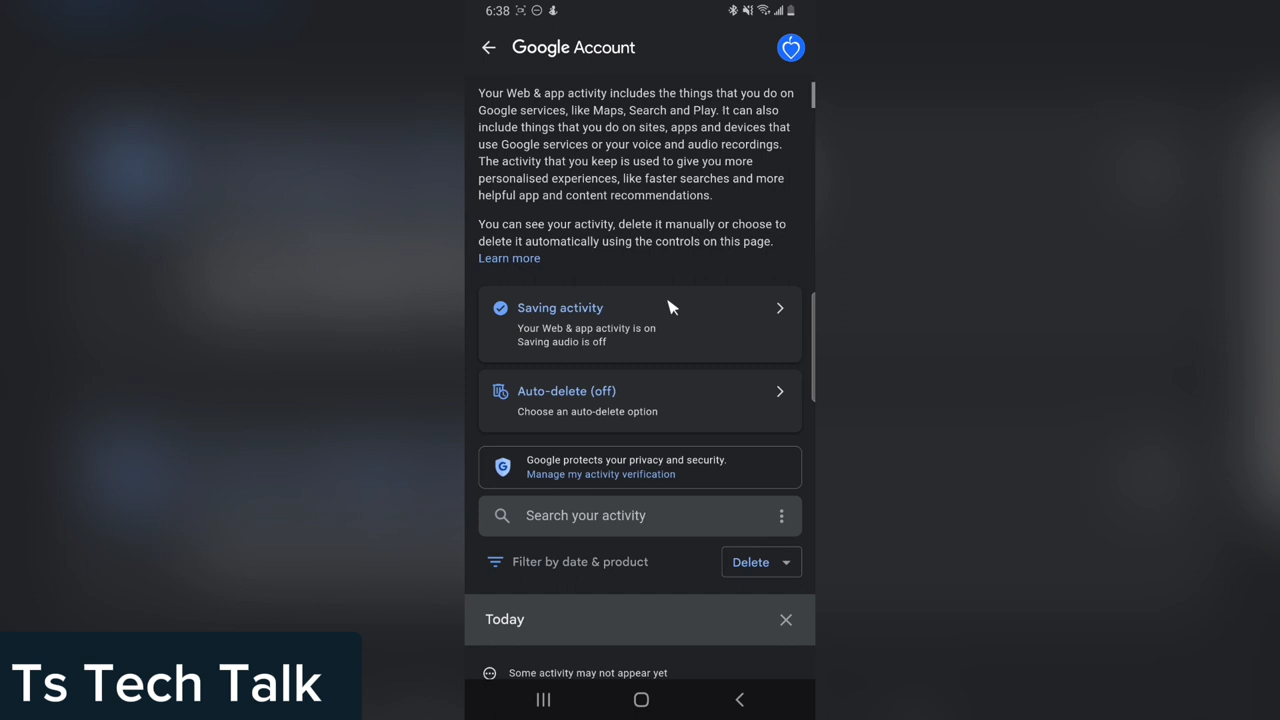 6:38
Google Account
Your Web & app activity includes the things that you do on
Google services, like Maps, Search and Play. It can also
include things that you do on sites, apps and devices that
use Google services or your voice and audio recordings.
The activity that you keep is used to give you more
personalised experiences, like faster searches and more
helpful app and content recommendations.
You can see your activity, delete it manually or choose to
delete it automatically using the controls on this page.
Learn more
Saving activity
Your Web & app activity is on
Saving audio is off
Auto-delete (off)
Choose an auto-delete option
Google protects your privacy and security.
Manage my activity verification
Search your activity
Filter by date & product
Delete
Today
Some activity may not appear yet
Ts Tech Talk